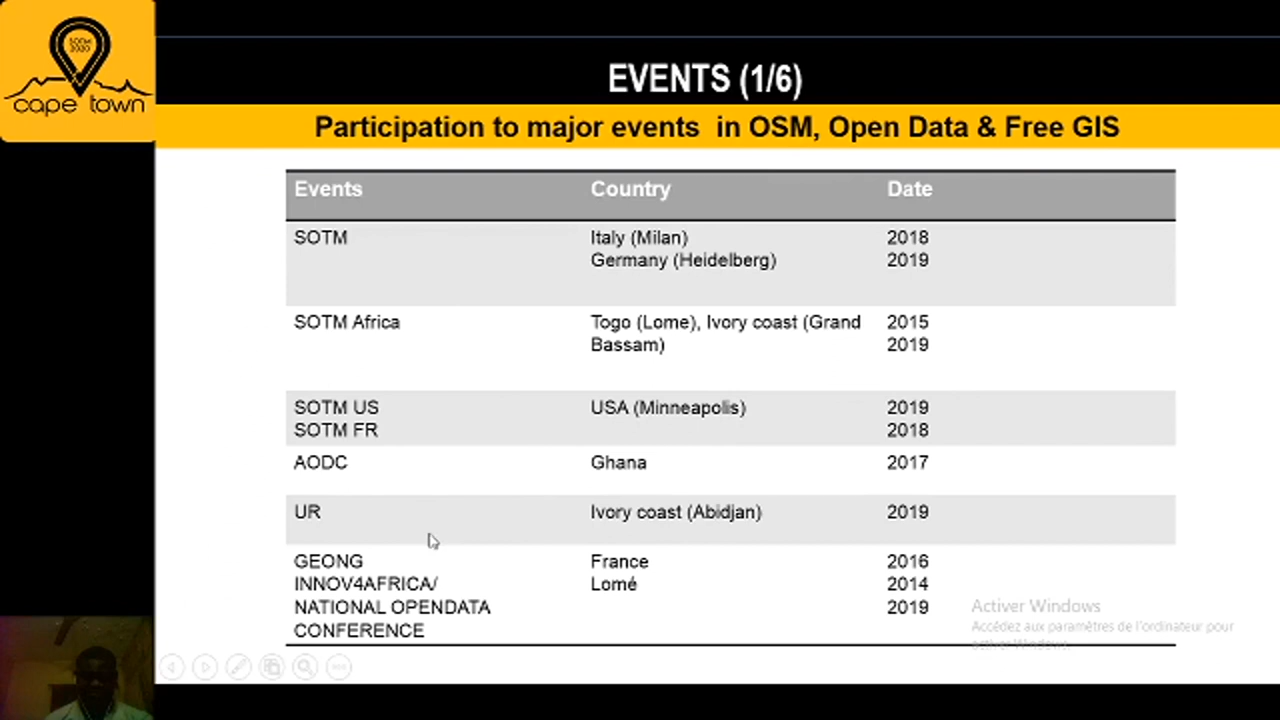 SOTM
2020
cape town
EVENTS (1/6)
Participation to major events in OSM, Open Data & Free GIS
Events Country Date
SOTM Italy (Milan) 2018
Germany (Heidelberg) 2019
SOTM Africa Togo (Lome), Ivory coast (Grand 2015
Bassam) 2019
SOTM US USA (Minneapolis) 2019
SOTM FR 2018
AODC Ghana 2017
UR Ivory coast (Abidjan) 2019
GEONG France 2016
INNOV4AFRICA/ Lomé 2014
NATIONAL OPENDATA 2019
CONFERENCE
Activer Windows
Accédez aux paramètres de l'ordinateur pour
activer Windows.